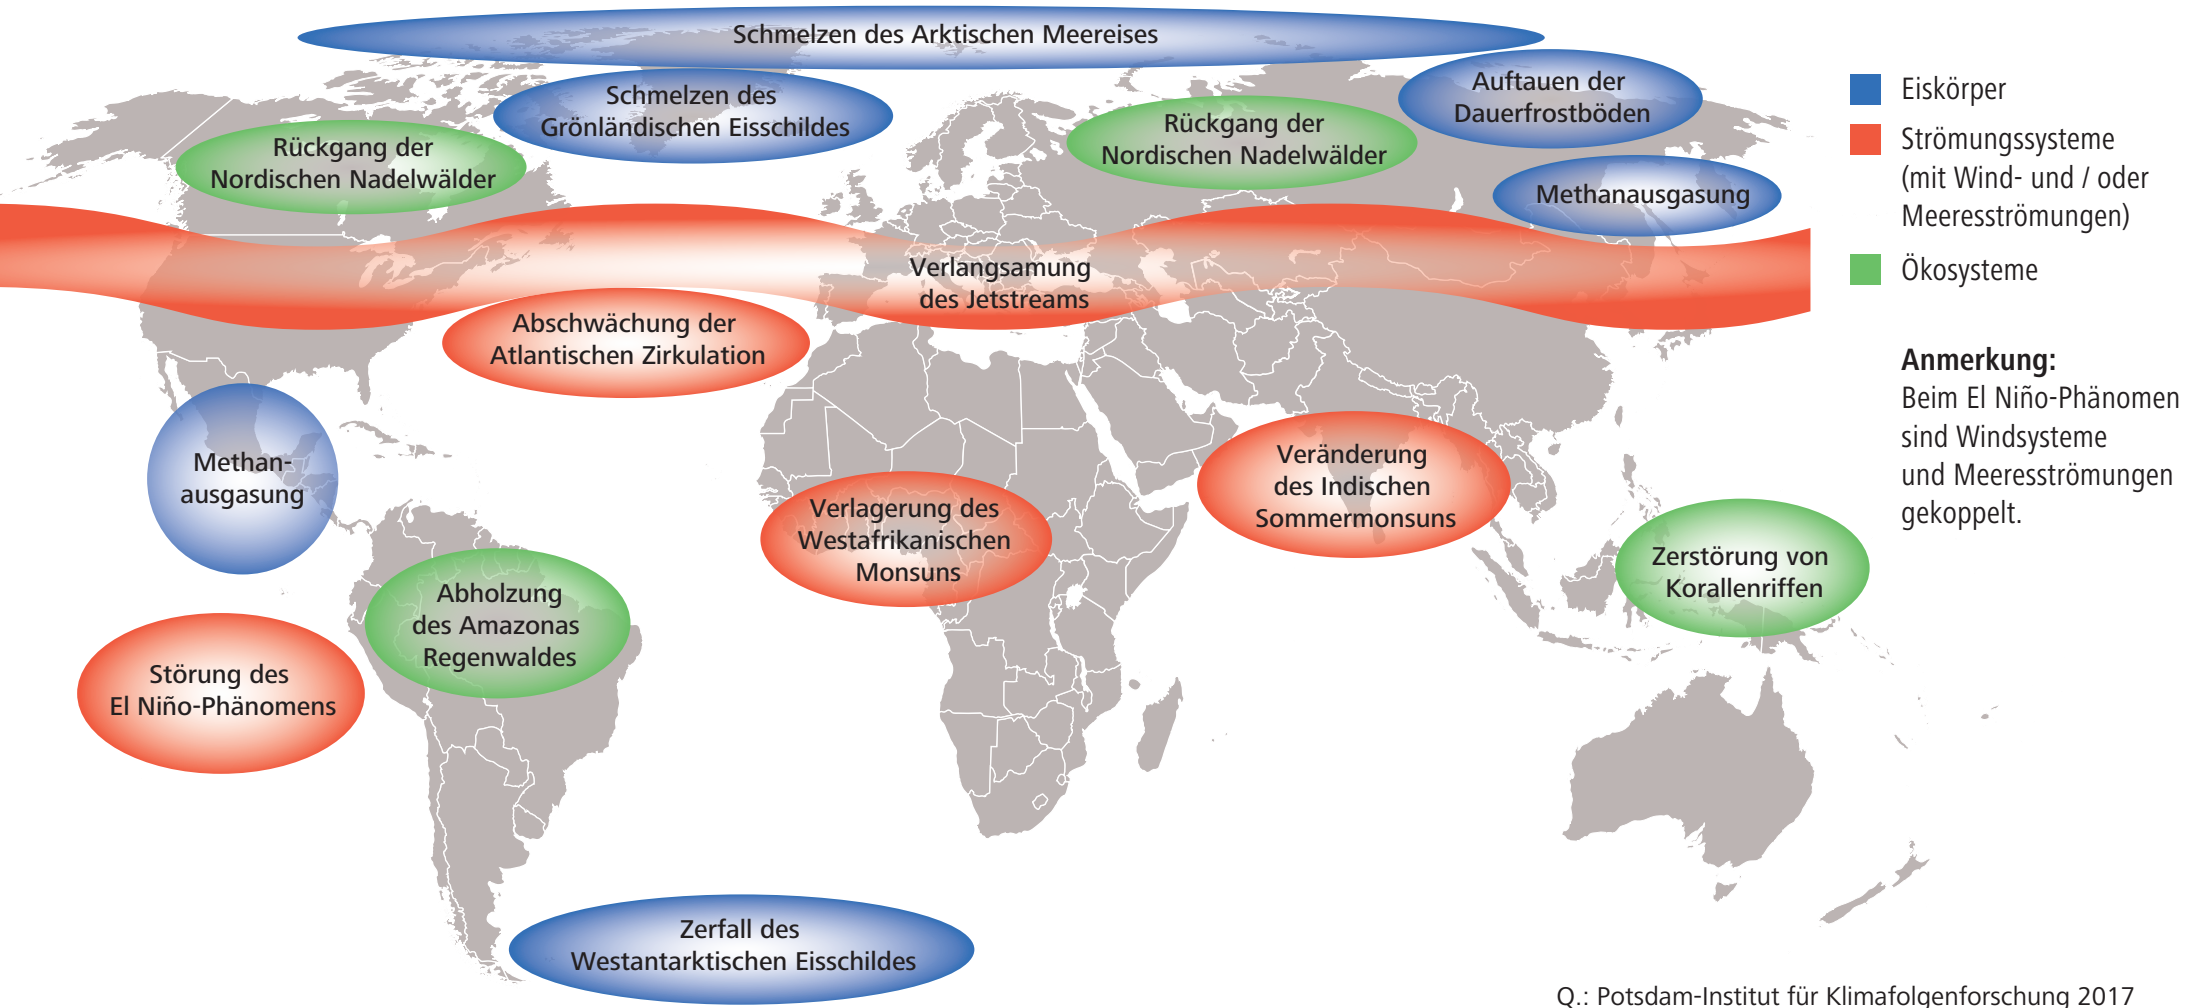 Schmelzen des Arktischen Meereises
Schmelzen des
Grönländischen Eisschildes
Auftauen der
Dauerfrostböden
Rückgang der
Nordischen Nadelwälder
Rückgang der
Nordischen Nadelwälder
Methanausgasung
Verlangsamung
des Jetstreams
Abschwächung der
Atlantischen Zirkulation
Methan-
ausgasung
Veränderung
des Indischen
Sommermonsuns
Verlagerung des
Westafrikanischen
Monsuns
Zerstörung von
Korallenriffen
Abholzung
des Amazonas
Regenwaldes
Störung des
El Niño-Phänomens
Zerfall des
Westantarktischen Eisschildes
Eiskörper
Strömungssysteme
(mit Wind- und / oder
Meeresströmungen)
Ökosysteme
Anmerkung:
Beim El Niño-Phänomen
sind Windsysteme
und Meeresströmungen
gekoppelt.
Q.: Potsdam-Institut für Klimafolgenforschung 2017